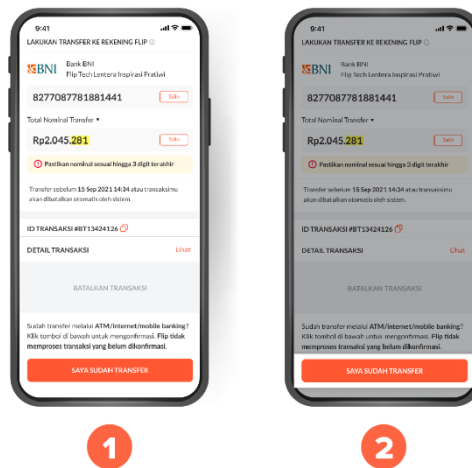 9:41
LAKUKAN TRANSFER KE REKENING FLIP
BNI
Bank BNI
Flip Tech Lentera Inspirasi Pratiwi
8277087781881441
Salin
Total Nominal Transfer
Rp2.045.281
Salin
Pastikan nominal sesuai hingga 3 digit terakhir
Transfer sebelum 15 Sep 2021 14:34 atau transaksimu
akan dibatalkan otomatis oleh sistem.
ID TRANSAKSI #BT13424126
DETAIL TRANSAKSI
Lihat
BATALKAN TRANSAKSI
Sudah transfer melalui ATM/internet/mobile banking?
Klik tombol di bawah untuk mengonfirmasi. Flip tidak
memproses transaksi yang belum dikonfirmasi.
SAYA SUDAH TRANSFER
1
9:41
LAKUKAN TRANSFER KE REKENING FLIP
BNI
Bank BNI
Flip Tech Lentera Inspirasi Pratiwi
8277087781881441
Salin
Total Nominal Transfer
Rp2.045.281
Salin
Pastikan nominal sesuai hingga 3 digit terakhir
Transfer sebelum 15 Sep 2021 14:34 atau transaksimu
akan dibatalkan otomatis oleh sistem.
ID TRANSAKSI #BT13424126
DETAIL TRANSAKSI
Lihat
BATALKAN TRANSAKSI
Sudah transfer melalui ATM/internet/mobile banking?
Klik tombol di bawah untuk mengonfirmasi. Flip tidak
memproses transaksi yang belum dikonfirmasi.
SAYA SUDAH TRANSFER
2